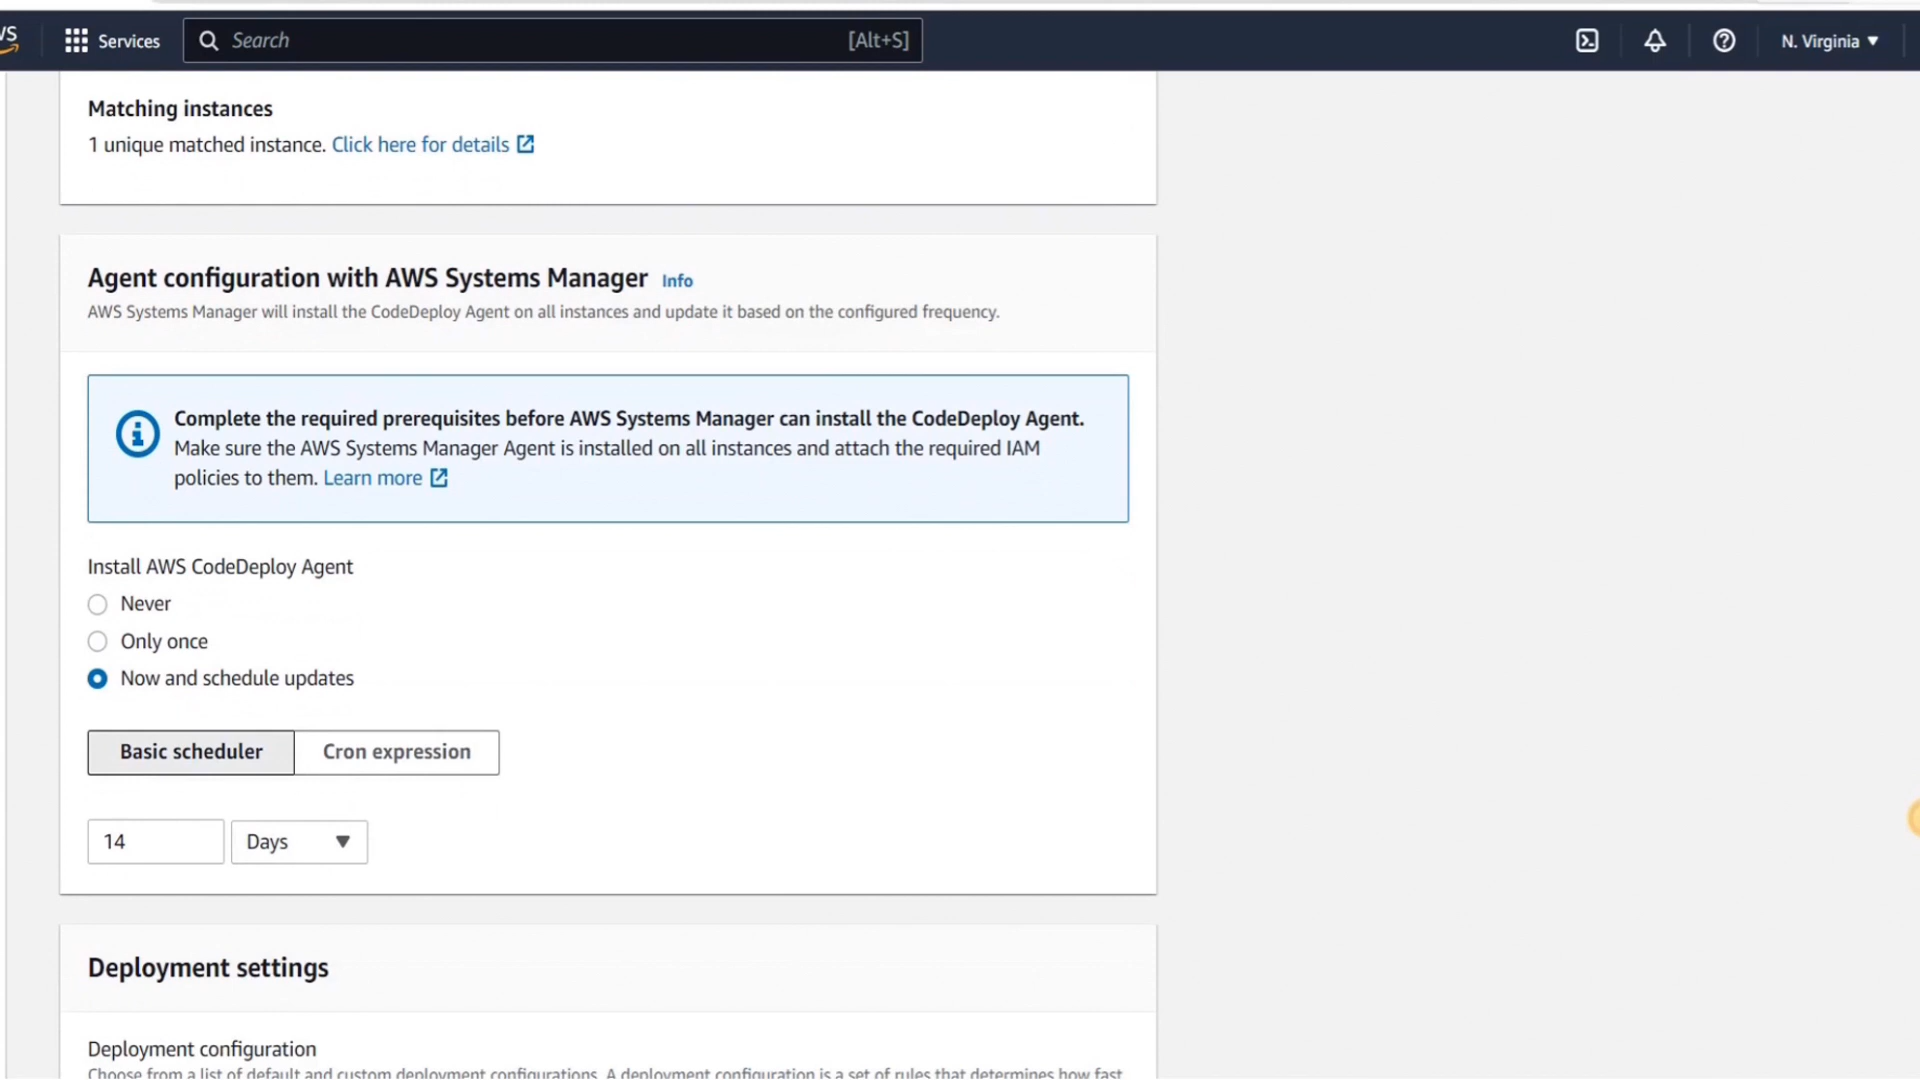 Services
Search
[Alt+S]
N. Virginia
Matching instances
1 unique matched instance. Click here for details
Agent configuration with AWS Systems Manager Info
AWS Systems Manager will install the CodeDeploy Agent on all instances and update it based on the configured frequency.
Complete the required prerequisites before AWS Systems Manager can install the CodeDeploy Agent.
Make sure the AWS Systems Manager Agent is installed on all instances and attach the required IAM
policies to them. Learn more
Install AWS CodeDeploy Agent
Never
Only once
Now and schedule updates
Basic scheduler
Cron expression
14
Days
Deployment settings
Deployment configuration
Choose from a list of default and custom deployment configurations. A deployment configuration is a set of rules that determines how fast